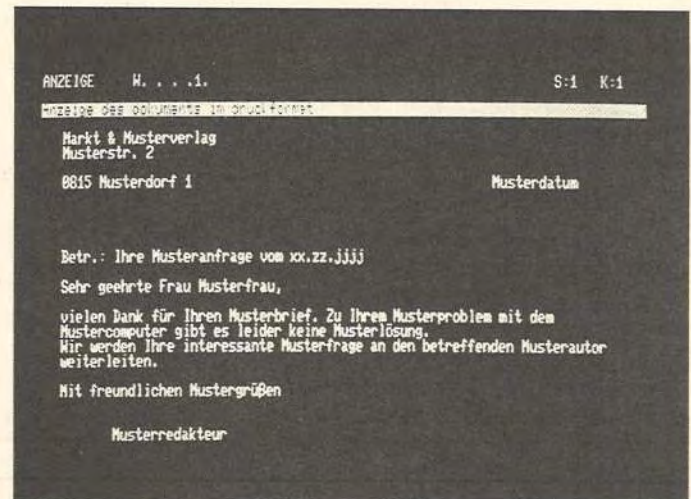 ANZEIGE W. . . .1. S:1 K:1
Anzeige des dokuments im druckformat
Markt & Musterverlag
Musterstr. 2
0815 Musterdorf 1 Musterdatum
Betr.: Ihre Musteranfrage vom xx.zz.jjjj
Sehr geehrte Frau Musterfrau,
vielen Dank für Ihren Musterbrief. Zu Ihrem Musterproblem mit dem
Mustercomputer gibt es leider keine Musterlösung.
Wir werden Ihre interessante Musterfrage an den betreffenden Musterautor
weiterleiten.
Mit freundlichen Mustergrüßen
Musterredakteur